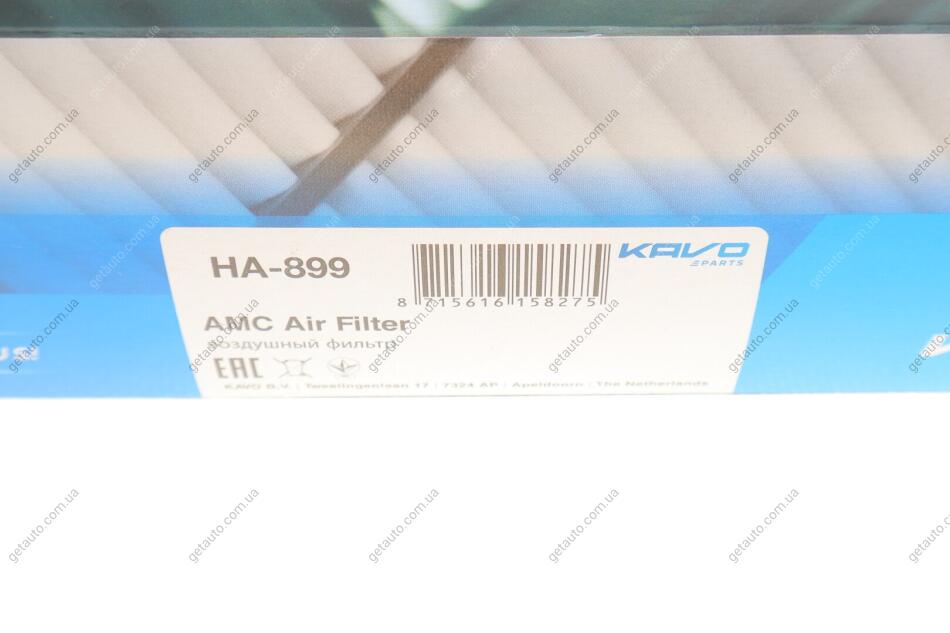 HA-899
8 715616 158275
KAVO
PARTS
AMC Air Filter
воздушный фильтр
EAC
KAVO B.V. | Tweelingenlaan 17 | 7324 AP | Apeldoorn | The Netherlands
getauto.com.ua